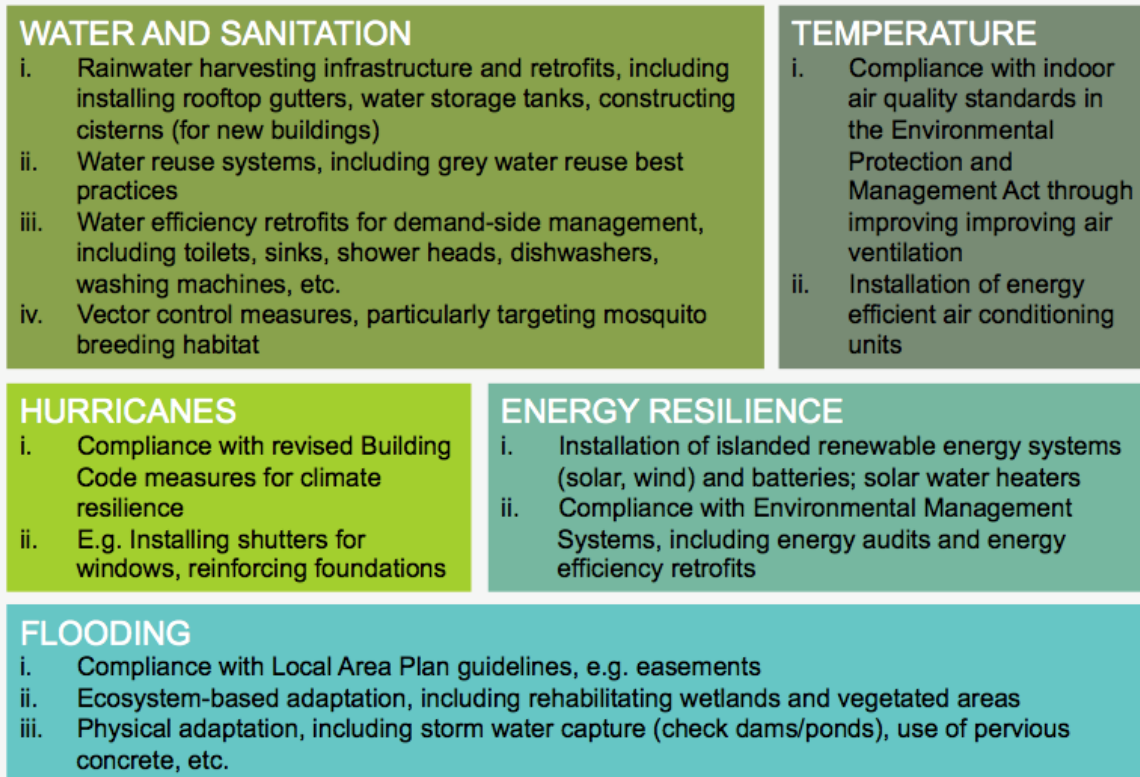 WATER AND SANITATION
i. Rainwater harvesting infrastructure and retrofits, including
installing rooftop gutters, water storage tanks, constructing
cisterns (for new buildings)
ii. Water reuse systems, including grey water reuse best
practices
iii. Water efficiency retrofits for demand-side management,
including toilets, sinks, shower heads, dishwashers,
washing machines, etc.
iv. Vector control measures, particularly targeting mosquito
breeding habitat
TEMPERATURE
i. Compliance with indoor
air quality standards in
the Environmental
Protection and
Management Act through
improving improving air
ventilation
ii. Installation of energy
efficient air conditioning
units
HURRICANES
i. Compliance with revised Building
Code measures for climate
resilience
ii. E.g. Installing shutters for
windows, reinforcing foundations
ENERGY RESILIENCE
i. Installation of islanded renewable energy systems
(solar, wind) and batteries; solar water heaters
ii. Compliance with Environmental Management
Systems, including energy audits and energy
efficiency retrofits
FLOODING
i. Compliance with Local Area Plan guidelines, e.g. easements
ii. Ecosystem-based adaptation, including rehabilitating wetlands and vegetated areas
iii. Physical adaptation, including storm water capture (check dams/ponds), use of pervious
concrete, etc.